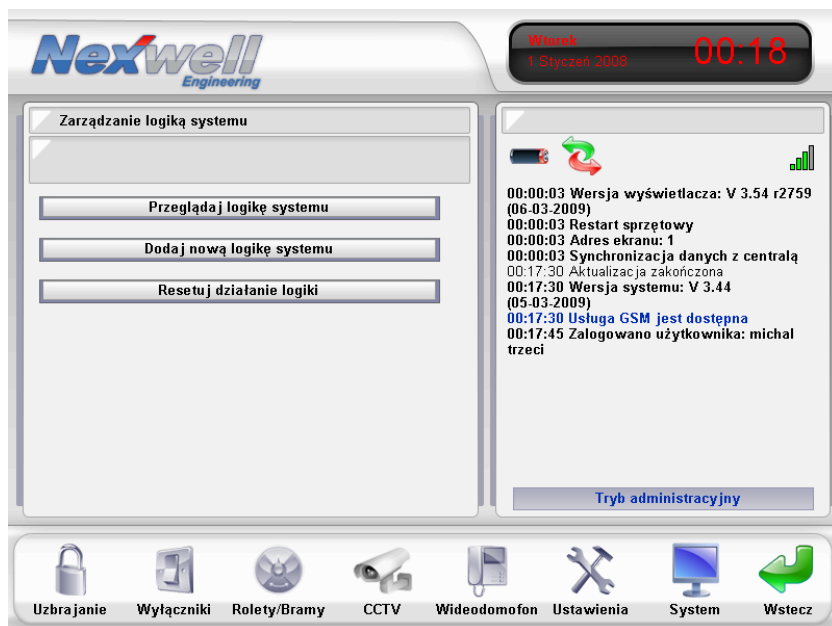 Nexwell
Engineering
Wtorek
1 Styczeń 2008
00:18
Zarządzanie logiką systemu
Przeglądaj logikę systemu
Dodaj nową logikę systemu
Resetuj działanie logiki
00:00:03 Wersja wyświetlacza: V 3.54 r2759
(06-03-2009)
00:00:03 Restart sprzętowy
00:00:03 Adres ekranu: 1
00:00:03 Synchronizacja danych z centralą
00:17:30 Aktualizacja zakończona
00:17:30 Wersja systemu: V 3.44
(05-03-2009)
00:17:30 Usługa GSM jest dostępna
00:17:45 Zalogowano użytkownika: michal
trzeci
Tryb administracyjny
Uzbrajanie
Wyłączniki
Rolety/Bramy
CCTV
Wideodomofon
Ustawienia
System
Wstecz